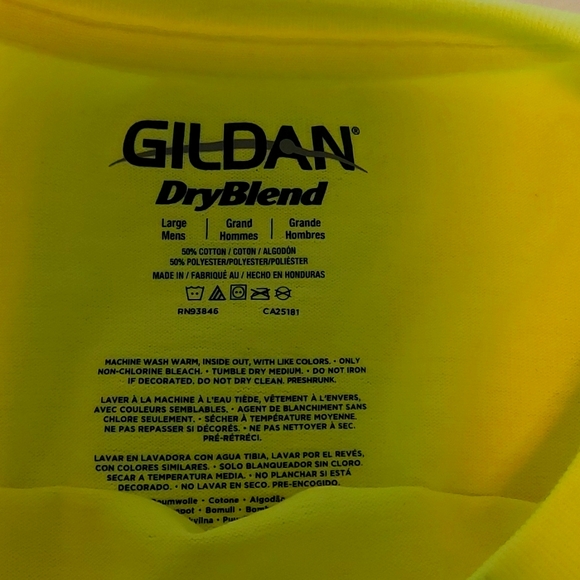 GILDAN®
DryBlend
Large | Grand | Grande
Mens | Hommes | Hombres
50% COTTON / COTON / ALGODÓN
50% POLYESTER/POLYESTER/POLIÉSTER
MADE IN / FABRIQUÉ AU / HECHO EN HONDURAS
RN93846 CA25181
MACHINE WASH WARM, INSIDE OUT, WITH LIKE COLORS. • ONLY
NON-CHLORINE BLEACH. • TUMBLE DRY MEDIUM. • DO NOT IRON
IF DECORATED. DO NOT DRY CLEAN. PRESHRUNK.
LAVER À LA MACHINE À L'EAU TIÈDE, VÊTEMENT À L'ENVERS,
AVEC COULEURS SEMBLABLES. • AGENT DE BLANCHIMENT SANS
CHLORE SEULEMENT. • SÉCHER À TEMPÉRATURE MOYENNE.
NE PAS REPASSER SI DÉCORÉS. • NE PAS NETTOYER À SEC.
PRÉ-RÉTRÉCI.
LAVAR EN LAVADORA CON AGUA TIBIA, LAVAR POR EL REVÉS,
CON COLORES SIMILARES. • SOLO BLANQUEADOR SIN CLORO.
SECAR A TEMPERATURA MEDIA. • NO PLANCHAR SI ESTÁ
DECORADO. • NO LAVAR EN SECO. PRE-ENCOGIDO.
• Cotone •
• Bomull •